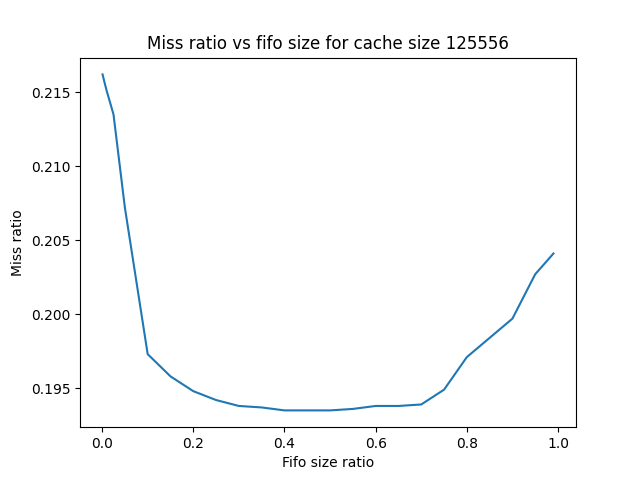 Miss ratio vs fifo size for cache size 125556
0.215
0.210
0.205
0.200
0.195
Miss ratio
0.0 0.2 0.4 0.6 0.8 1.0
Fifo size ratio